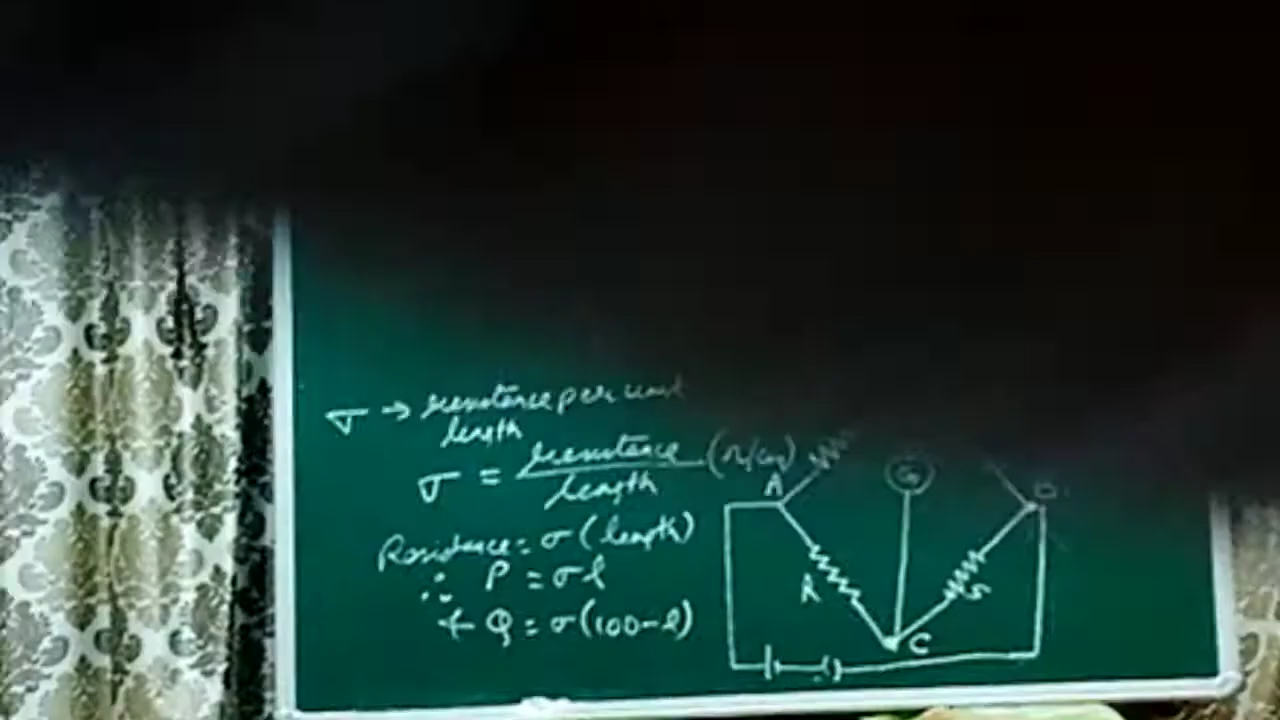 σ → resistance per unit
length
σ = resistance / length (Ω/cm)
Resistance = σ (length)
∴ P = σl
+ Q = σ(100-l)
A
G
R
S
C